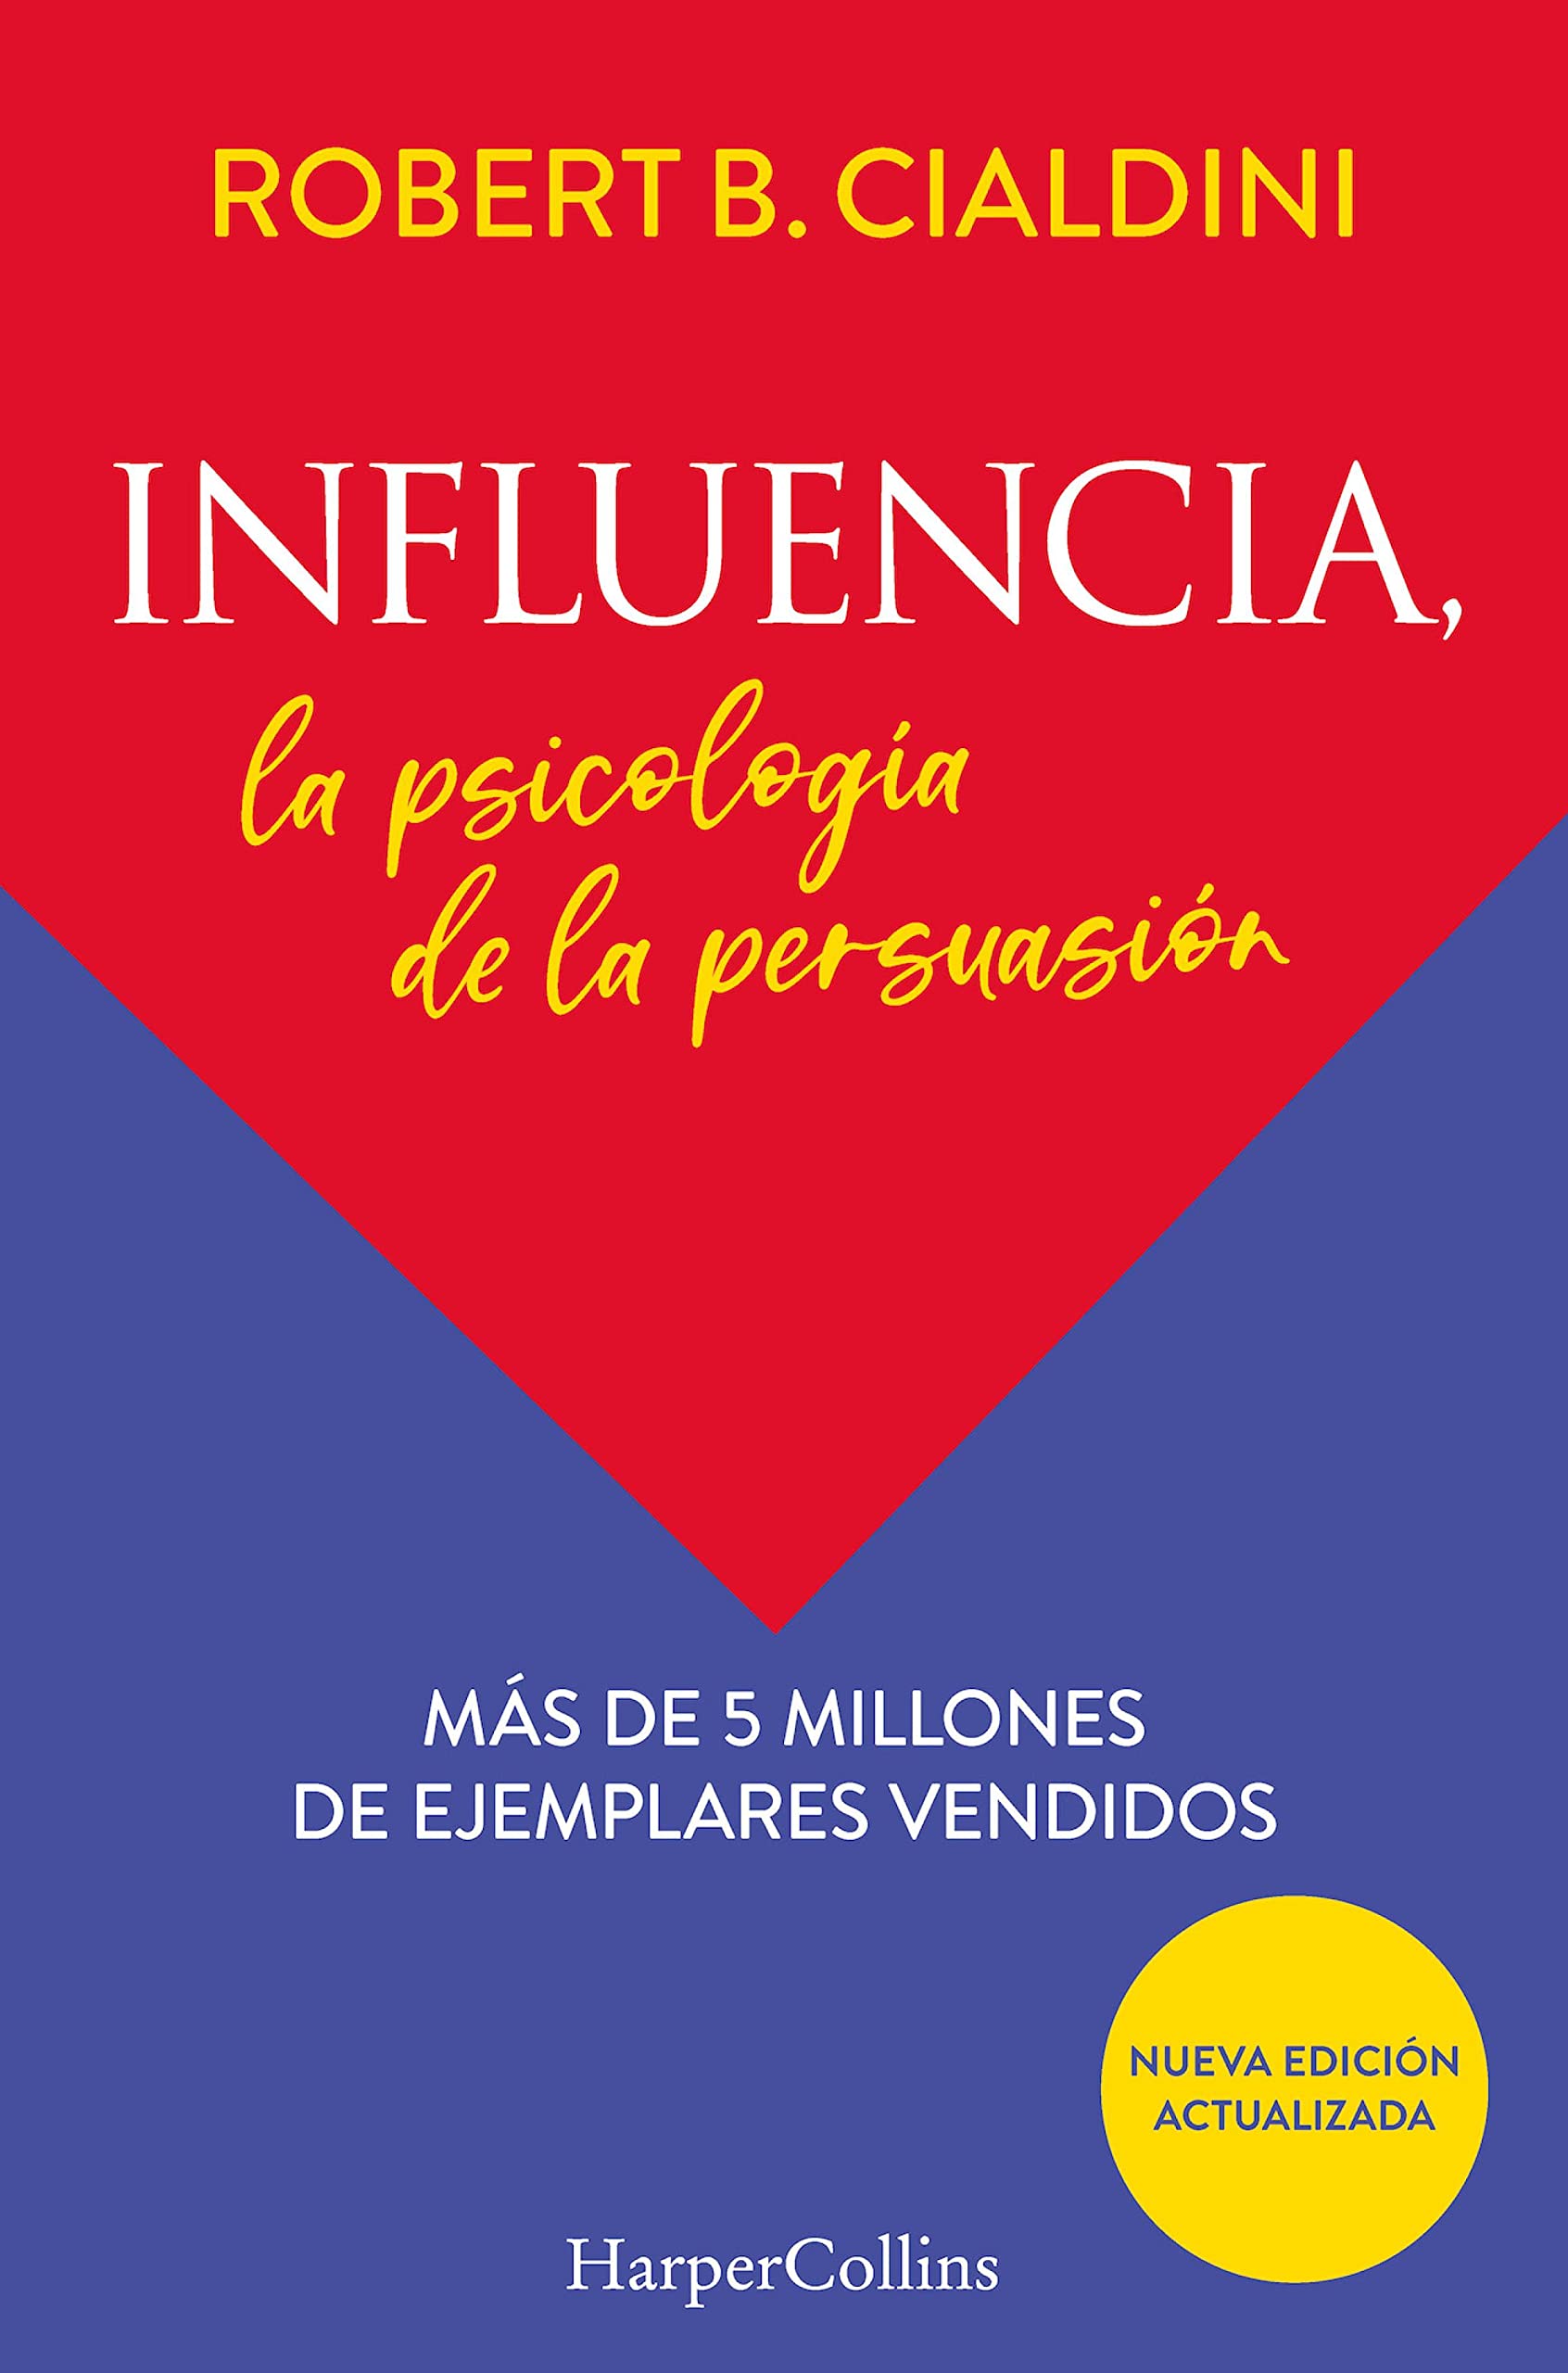 ROBERT B. CIALDINI
INFLUENCIA,
la psicología
de la persuasión
MÁS DE 5 MILLONES
DE EJEMPLARES VENDIDOS
NUEVA EDICIÓN
ACTUALIZADA
HarperCollins